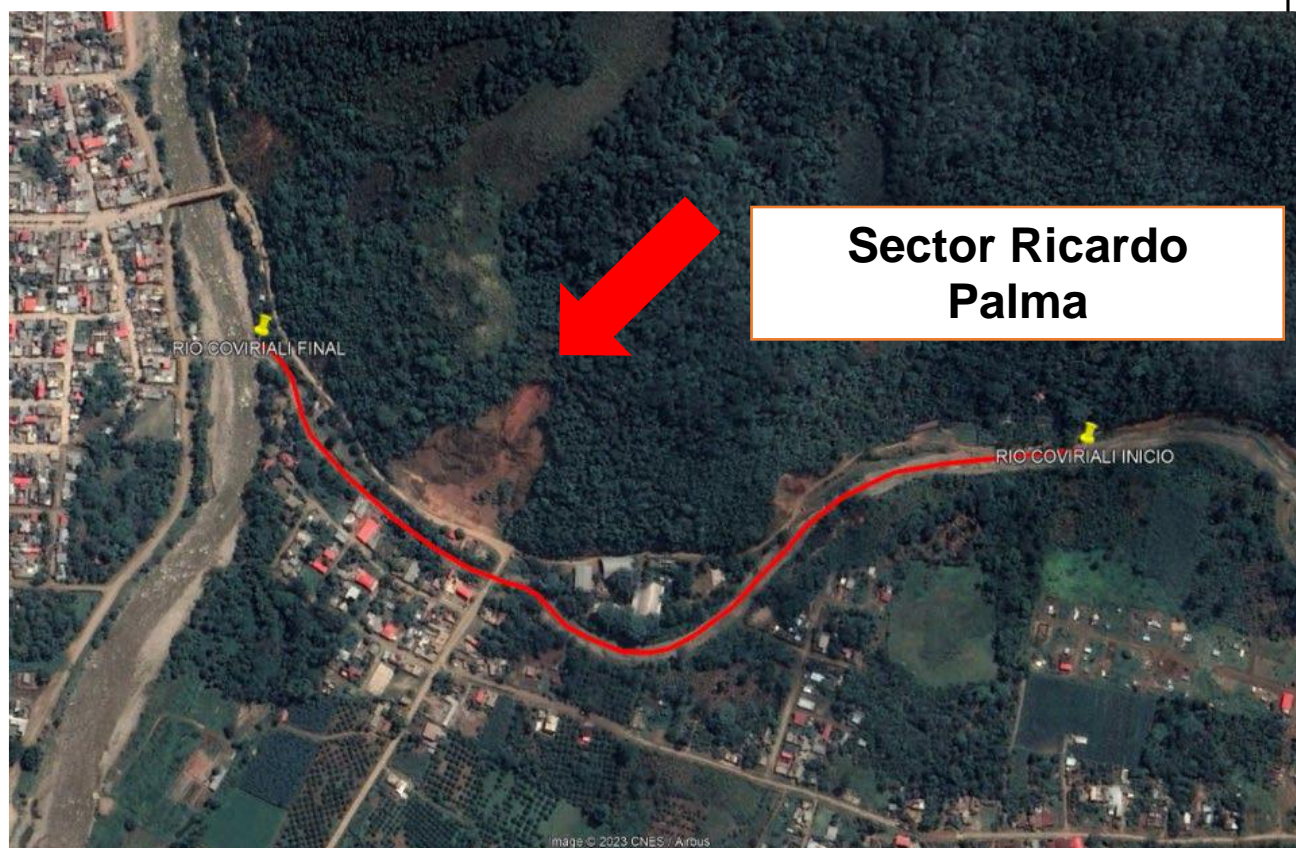 Sector Ricardo
Palma
RIO COVIRIALI FINAL
RIO COVIRIALI INICIO
Image © 2023 CNES / Airbus